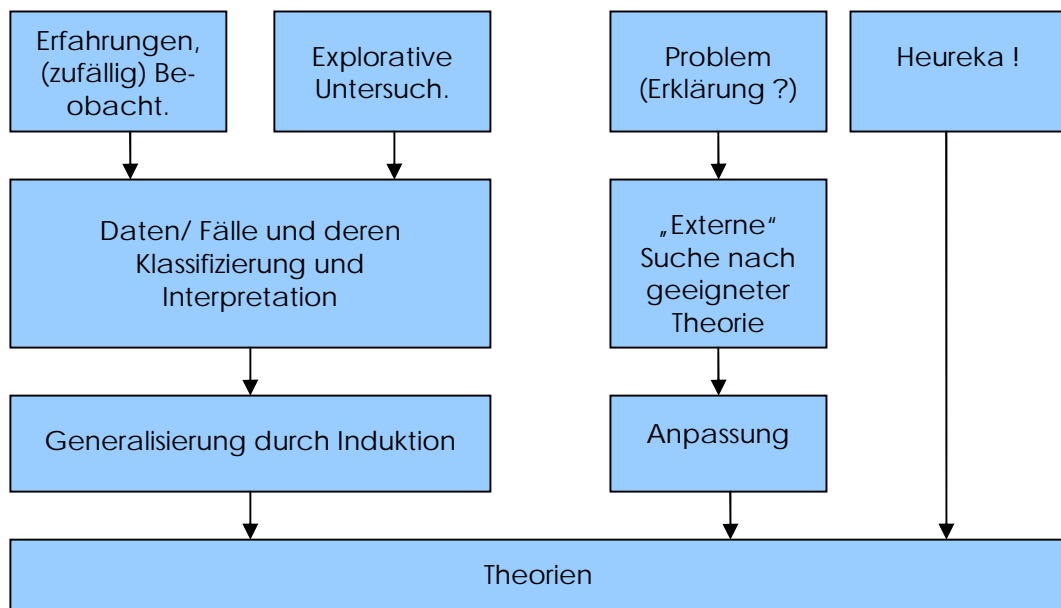 Erfahrungen,
(zufällig) Be-
obacht.
Explorative
Untersuch.
Problem
(Erklärung ?)
Heureka !
Daten/ Fälle und deren
Klassifizierung und
Interpretation
„Externe“
Suche nach
geeigneter
Theorie
Generalisierung durch Induktion
Anpassung
Theorien